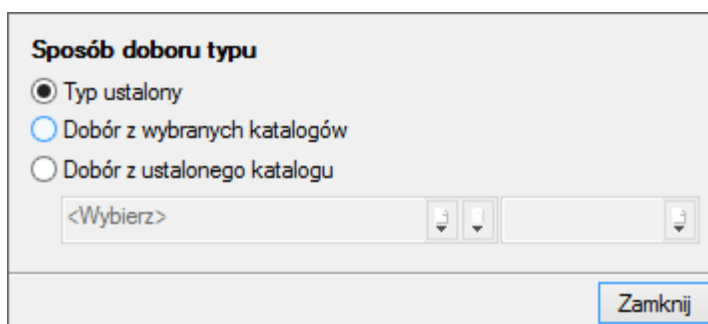 Sposób doboru typu
Typ ustalony
Dobór z wybranych katalogów
Dobór z ustalonego katalogu
<Wybierz>
Zamknij